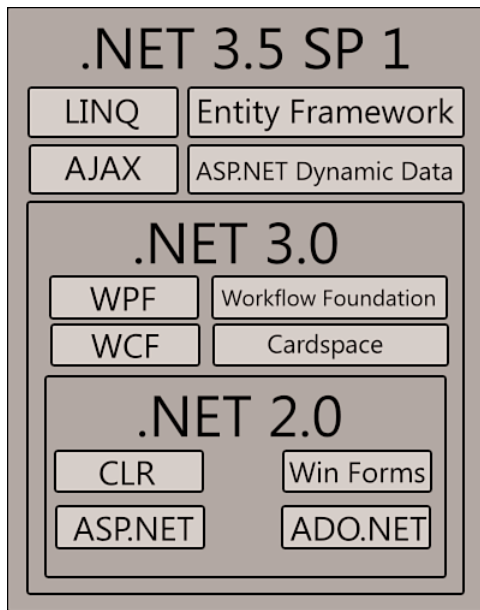 .NET 3.5 SP 1
LINQ Entity Framework
AJAX ASP.NET Dynamic Data
.NET 3.0
WPF Workflow Foundation
WCF Cardspace
.NET 2.0
CLR Win Forms
ASP.NET ADO.NET